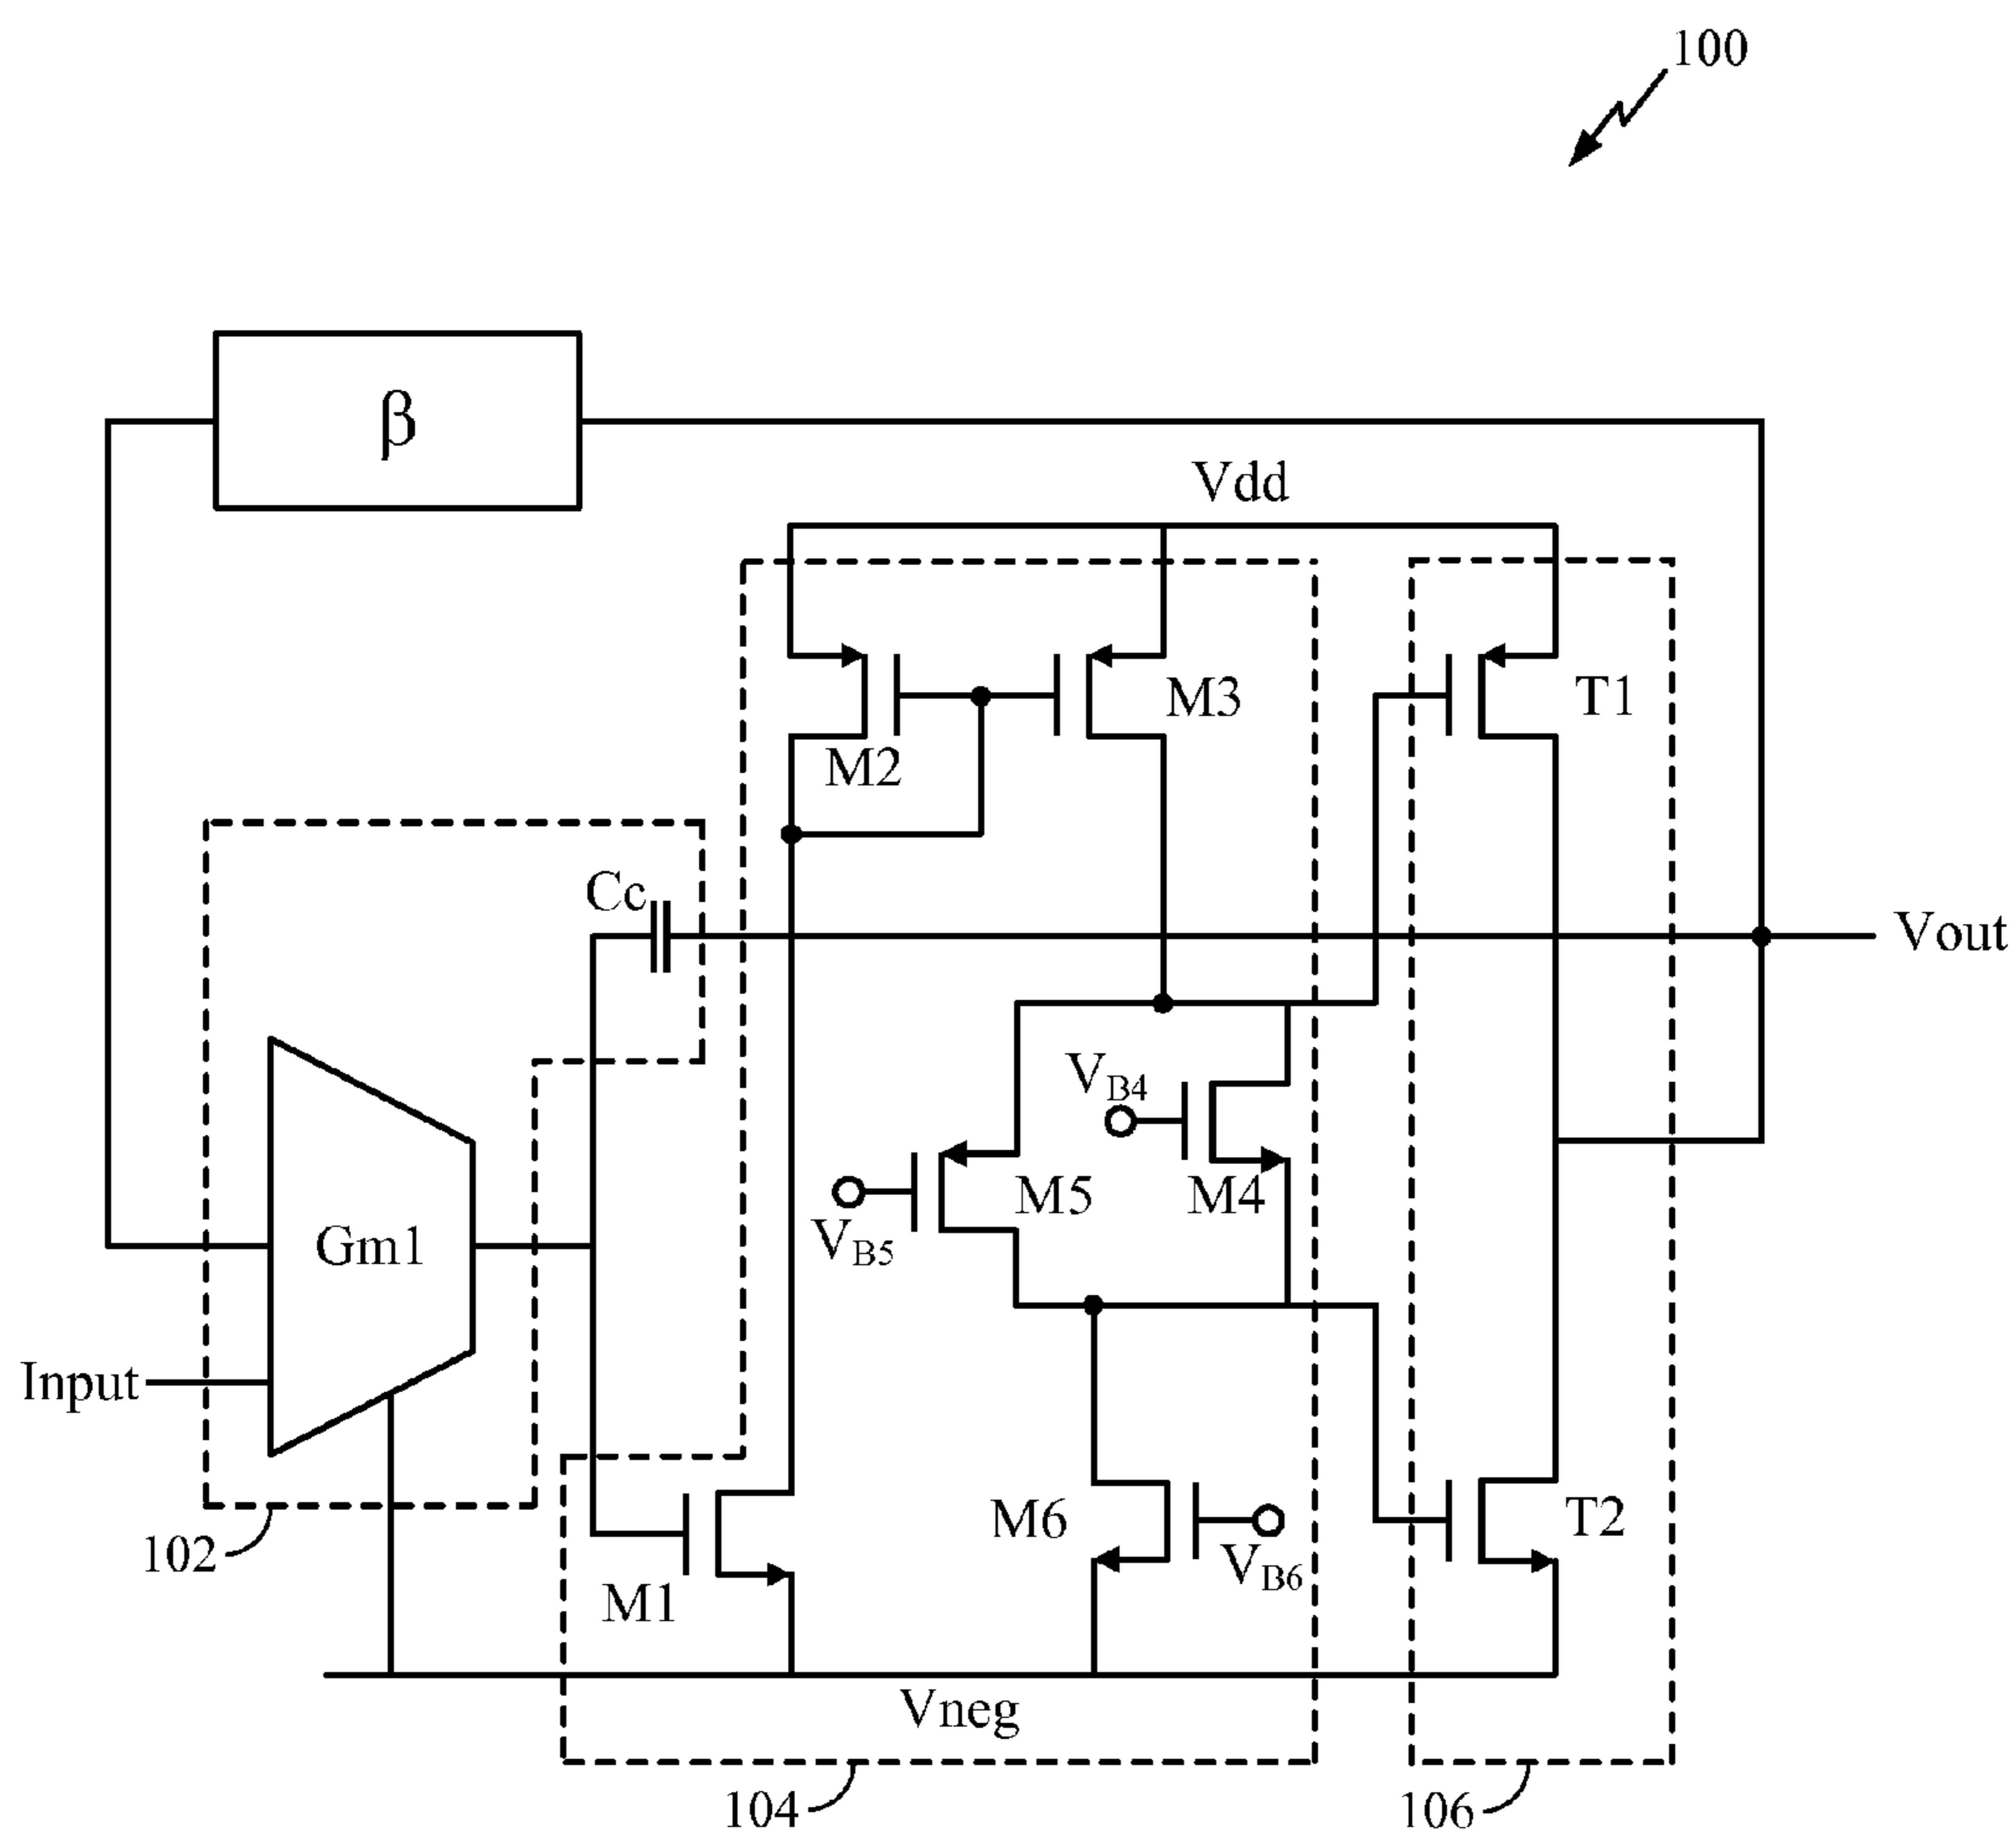 100
β
Vdd
M3
T1
M2
Cc
Vout
VB4
M5
M4
VB5
Gm1
Input
M6
T2
VB6
102
M1
Vneg
104
106